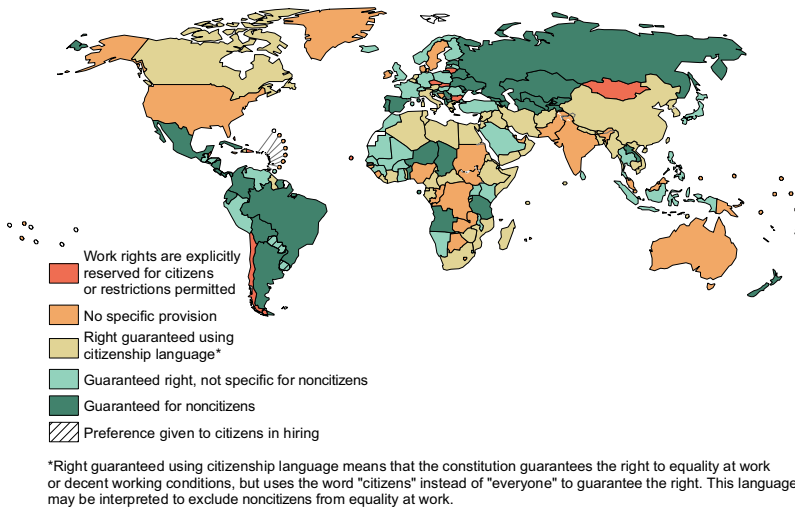 Work rights are explicitly
reserved for citizens
or restrictions permitted
No specific provision
Right guaranteed using
citizenship language*
Guaranteed right, not specific for noncitizens
Guaranteed for noncitizens
Preference given to citizens in hiring
*Right guaranteed using citizenship language means that the constitution guarantees the right to equality at work
or decent working conditions, but uses the word "citizens" instead of "everyone" to guarantee the right. This language
may be interpreted to exclude noncitizens from equality at work.